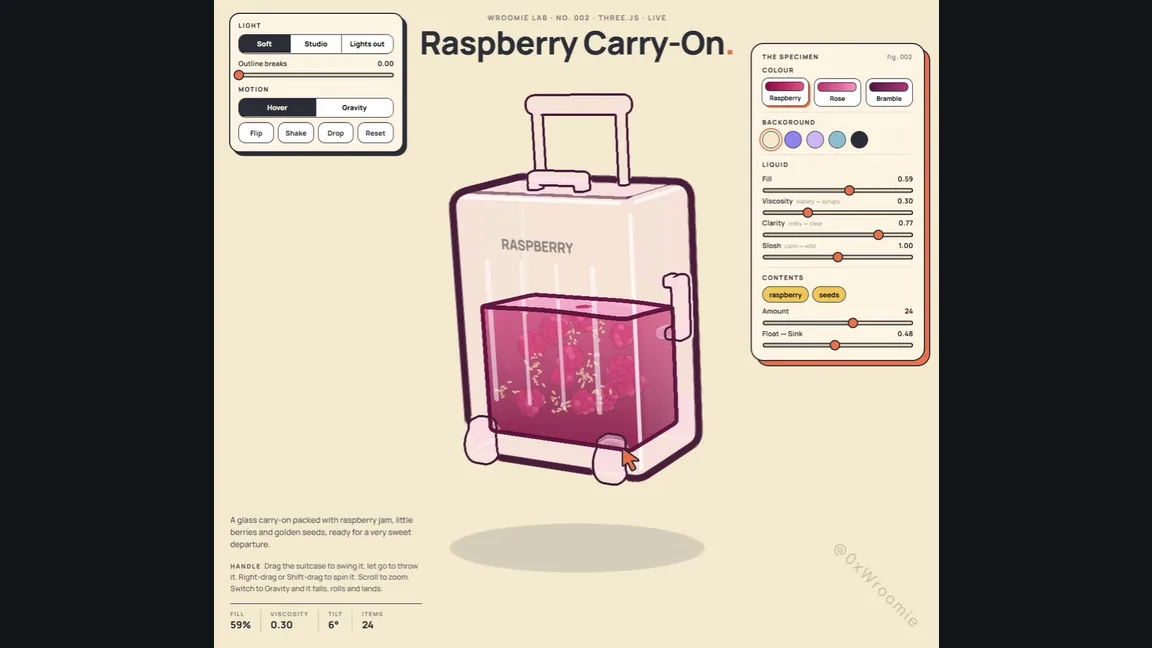 WROOMIE LAB · NO. 002 · THREE.JS · LIVE
Raspberry Carry-On.
LIGHT
Soft Studio Lights out
Outline breaks 0.00
MOTION
Hover Gravity
Flip Shake Drop Reset
THE SPECIMEN fig. 002
COLOUR
Raspberry Rose Bramble
BACKGROUND
LIQUID
Fill 0.59
Viscosity watery — syrupy 0.30
Clarity milky — clear 0.77
Slosh calm — wild 1.00
CONTENTS
raspberry seeds
Amount 24
Float — Sink 0.48
RASPBERRY
A glass carry-on packed with raspberry jam, little
berries and golden seeds, ready for a very sweet
departure.
HANDLE Drag the suitcase to swing it, let go to throw
it. Right-drag or Shift-drag to spin it. Scroll to zoom.
Switch to Gravity and it falls, rolls and lands.
FILL VISCOSITY TILT ITEMS
59% 0.30 6° 24
@0xWroomie